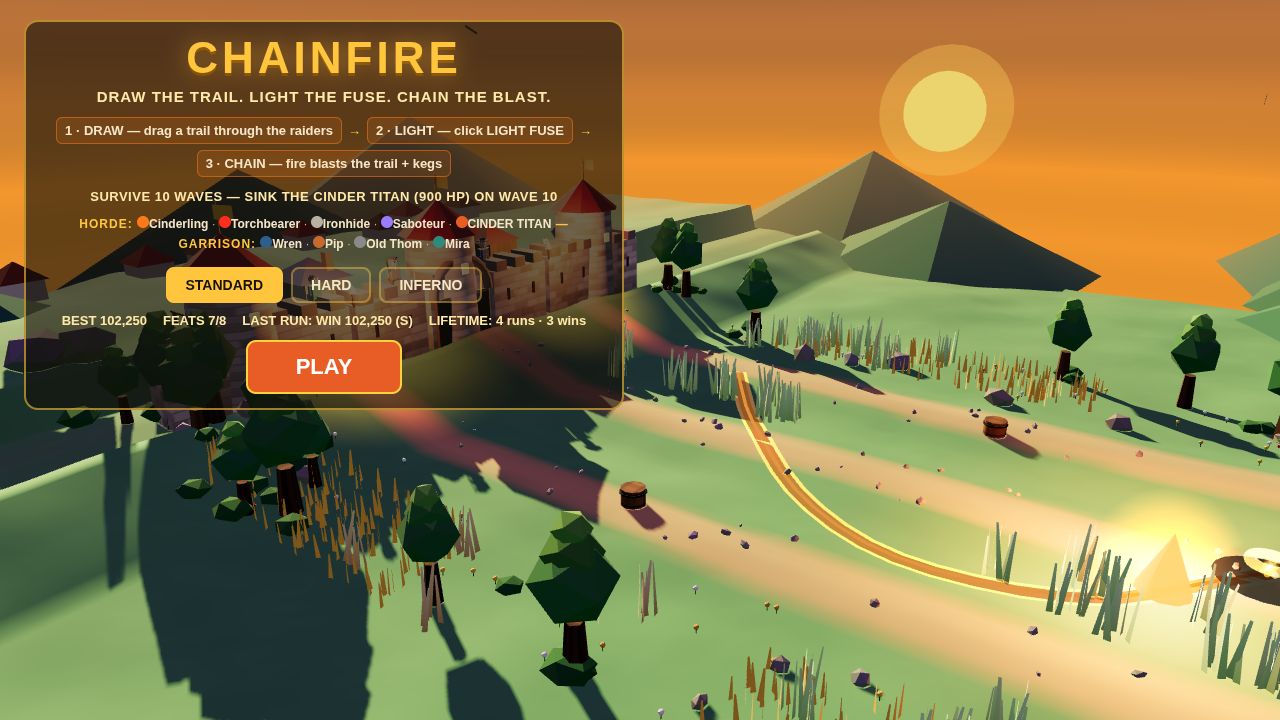 CHAINFIRE
DRAW THE TRAIL. LIGHT THE FUSE. CHAIN THE BLAST.
1 · DRAW — drag a trail through the raiders → 2 · LIGHT — click LIGHT FUSE →
3 · CHAIN — fire blasts the trail + kegs
SURVIVE 10 WAVES — SINK THE CINDER TITAN (900 HP) ON WAVE 10
HORDE: Cinderling · Torchbearer · Ironhide · Saboteur · CINDER TITAN —
GARRISON: Wren · Pip · Old Thom · Mira
STANDARD HARD INFERNO
BEST 102,250 FEATS 7/8 LAST RUN: WIN 102,250 (S) LIFETIME: 4 runs · 3 wins
PLAY